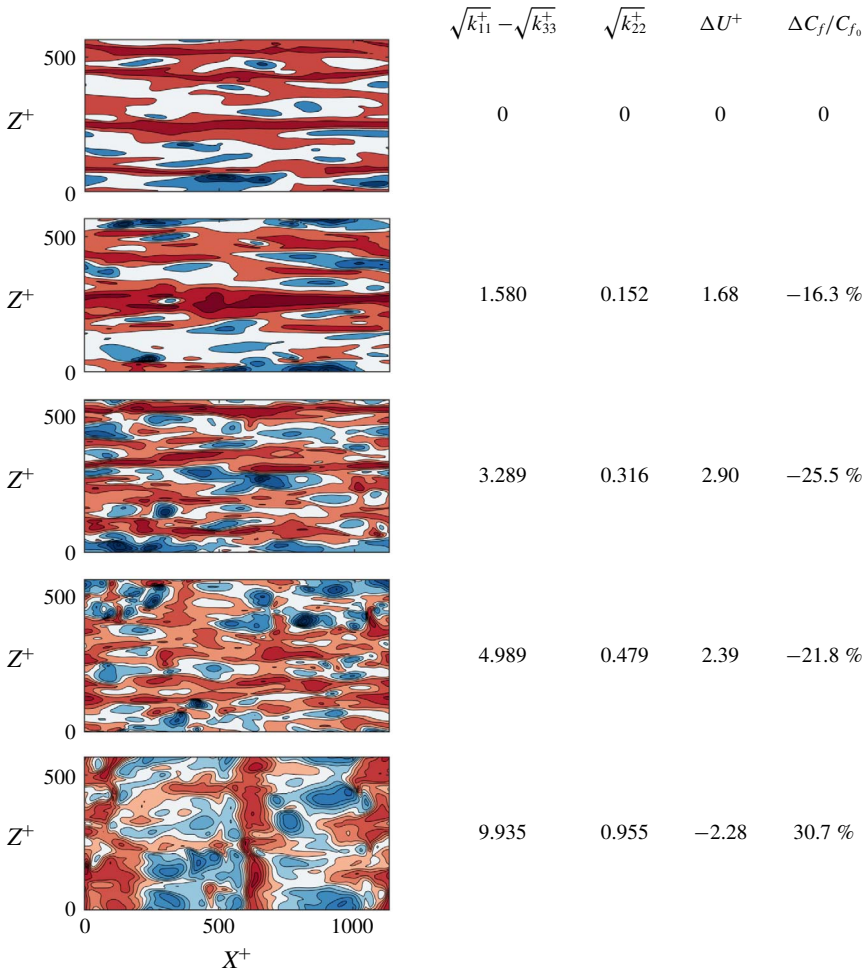 √k₁₁⁺ − √k₃₃⁺ √k₂₂⁺ ΔU⁺ ΔC_f/C_f₀
500
Z⁺
0
0 0 0 0
500
Z⁺
0
1.580 0.152 1.68 −16.3 %
500
Z⁺
0
3.289 0.316 2.90 −25.5 %
500
Z⁺
0
4.989 0.479 2.39 −21.8 %
500
Z⁺
0
9.935 0.955 −2.28 30.7 %
0 500 1000
X⁺